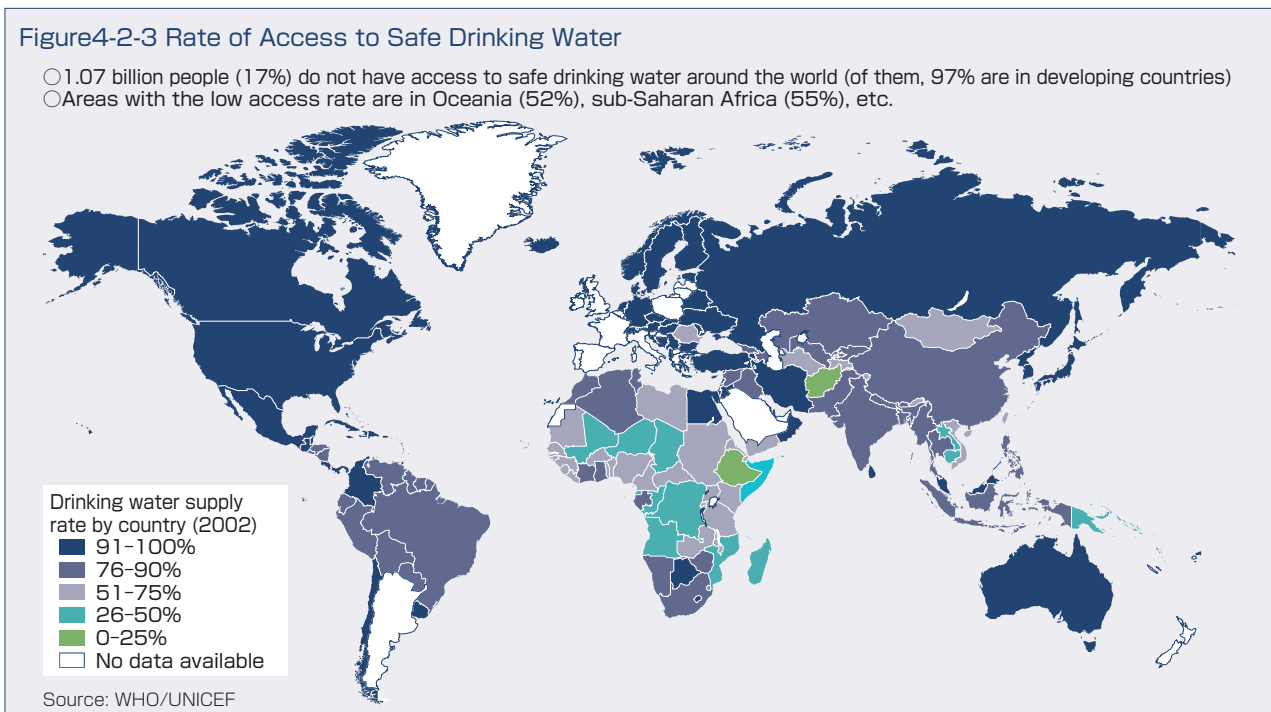 Figure4-2-3 Rate of Access to Safe Drinking Water
○1.07 billion people (17%) do not have access to safe drinking water around the world (of them, 97% are in developing countries)
○Areas with the low access rate are in Oceania (52%), sub-Saharan Africa (55%), etc.
Drinking water supply
rate by country (2002)
91-100%
76-90%
51-75%
26-50%
0-25%
No data available
Source: WHO/UNICEF